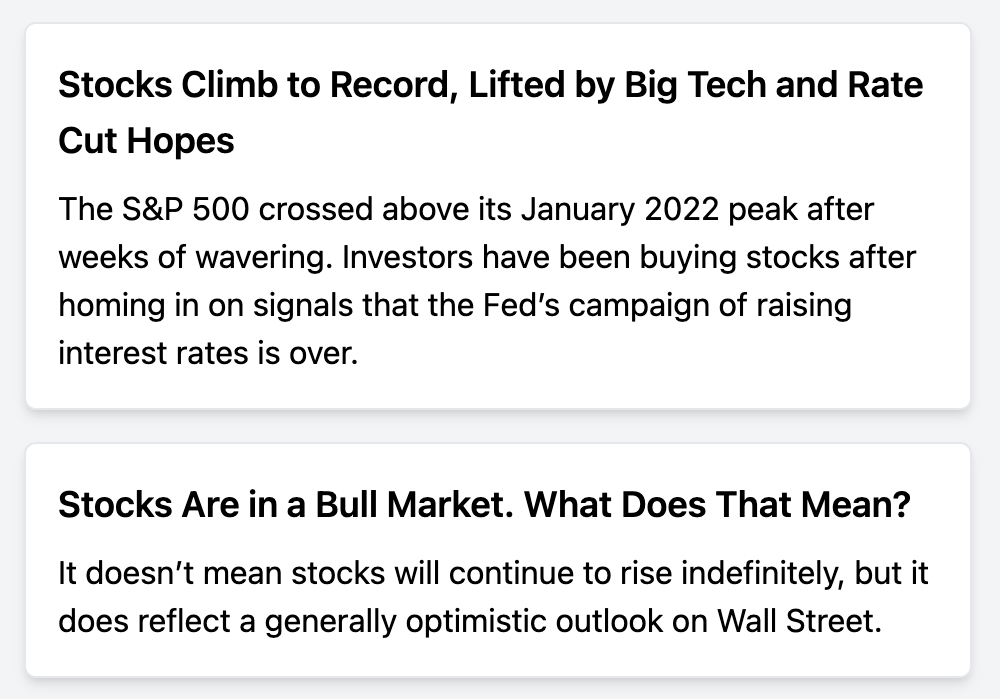 Stocks Climb to Record, Lifted by Big Tech and Rate
Cut Hopes
The S&P 500 crossed above its January 2022 peak after
weeks of wavering. Investors have been buying stocks after
homing in on signals that the Fed’s campaign of raising
interest rates is over.
Stocks Are in a Bull Market. What Does That Mean?
It doesn’t mean stocks will continue to rise indefinitely, but it
does reflect a generally optimistic outlook on Wall Street.